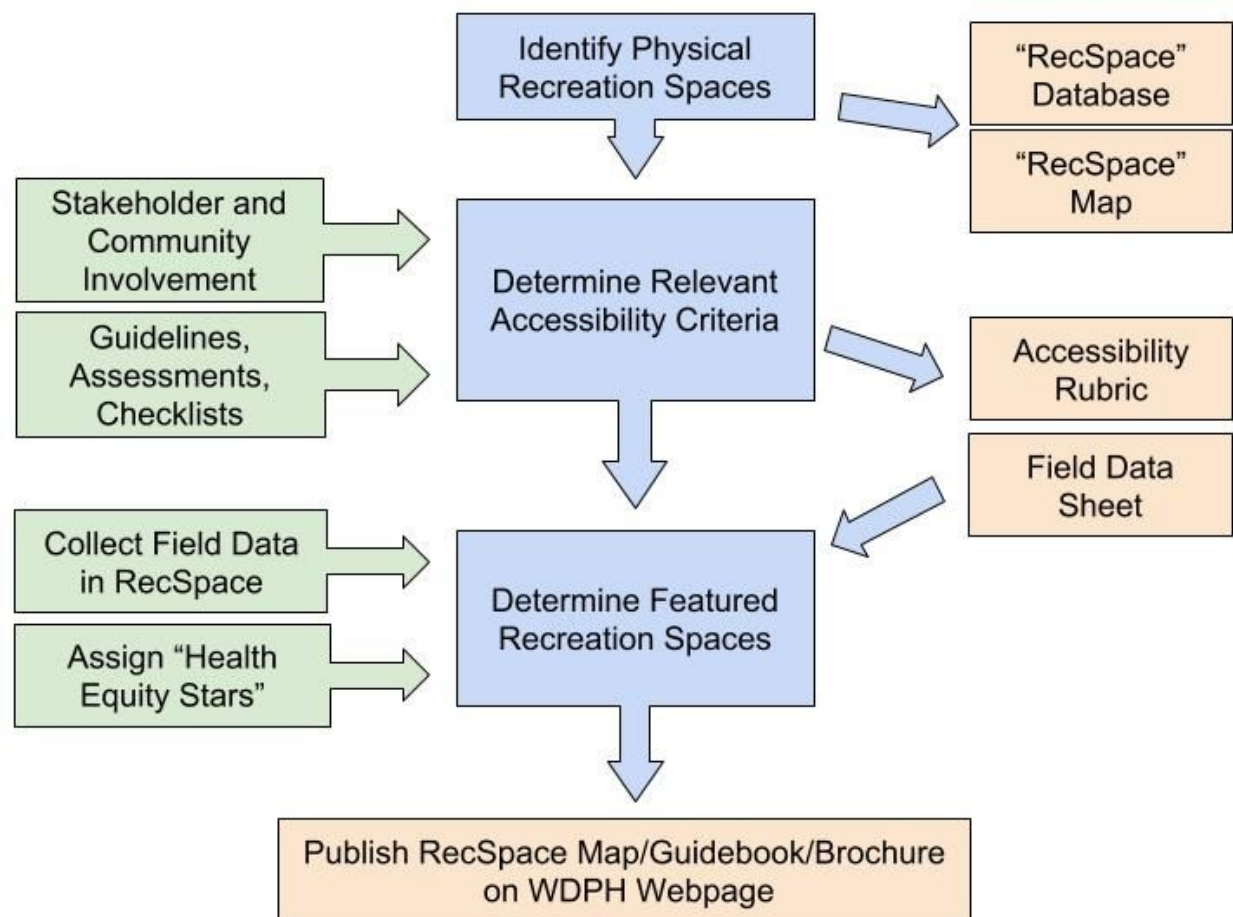 Identify Physical
Recreation Spaces
“RecSpace”
Database
“RecSpace”
Map
Stakeholder and
Community
Involvement
Guidelines,
Assessments,
Checklists
Determine Relevant
Accessibility Criteria
Accessibility
Rubric
Field Data
Sheet
Collect Field Data
in RecSpace
Assign “Health
Equity Stars”
Determine Featured
Recreation Spaces
Publish RecSpace Map/Guidebook/Brochure
on WDPH Webpage